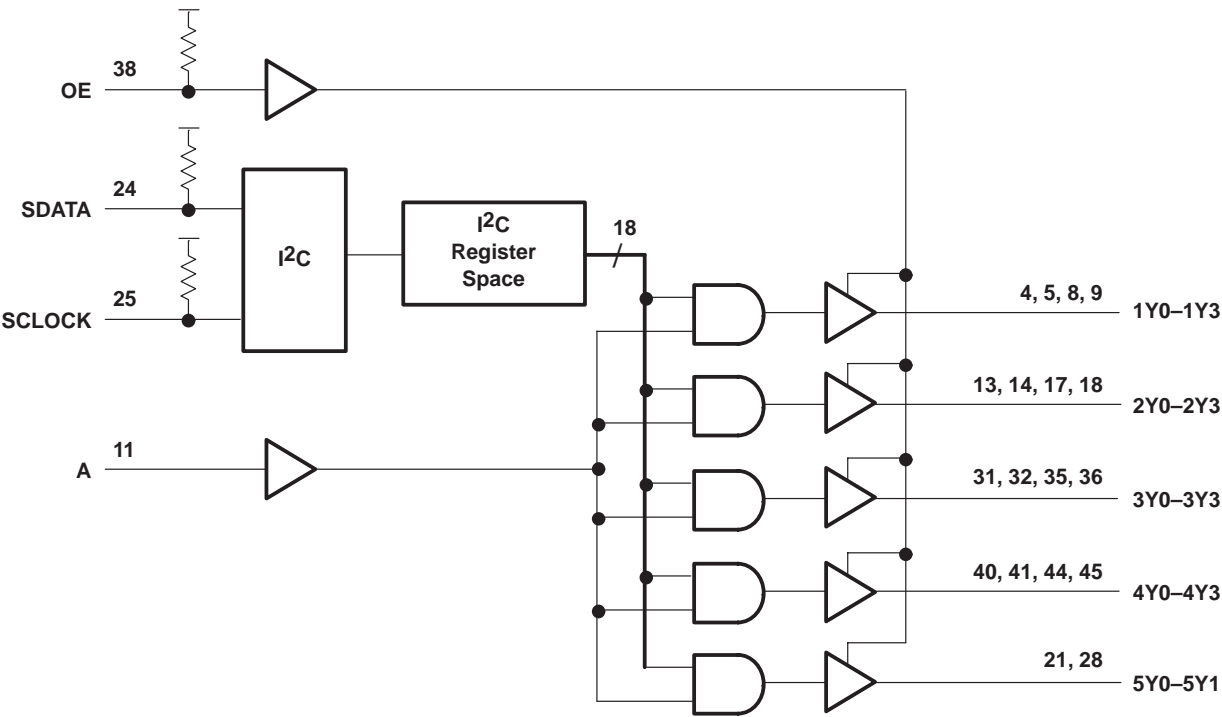 38
OE
24
SDATA
I2C
I2C
Register
Space
18
25
SCLOCK
4, 5, 8, 9
1Y0–1Y3
13, 14, 17, 18
2Y0–2Y3
11
A
31, 32, 35, 36
3Y0–3Y3
40, 41, 44, 45
4Y0–4Y3
21, 28
5Y0–5Y1